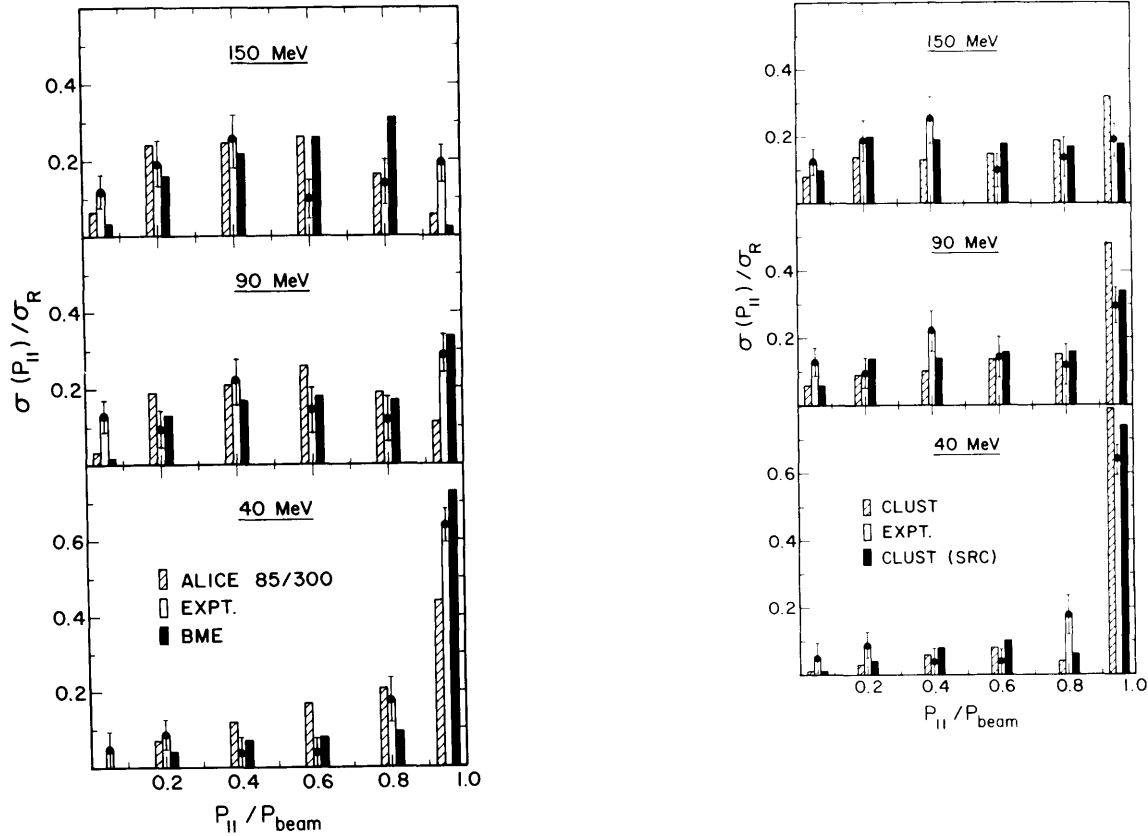 150 MeV
0.4
0.2
90 MeV
0.4
0.2
40 MeV
0.6
0.4
0.2
ALICE 85/300
EXPT.
BME
0.2 0.4 0.6 0.8 1.0
P|| / Pbeam
σ (P||) / σR
150 MeV
0.4
0.2
90 MeV
0.4
0.2
40 MeV
0.6
0.4
0.2
CLUST
EXPT.
CLUST (SRC)
0.2 0.4 0.6 0.8 1.0
P|| / Pbeam
σ (P||) / σR